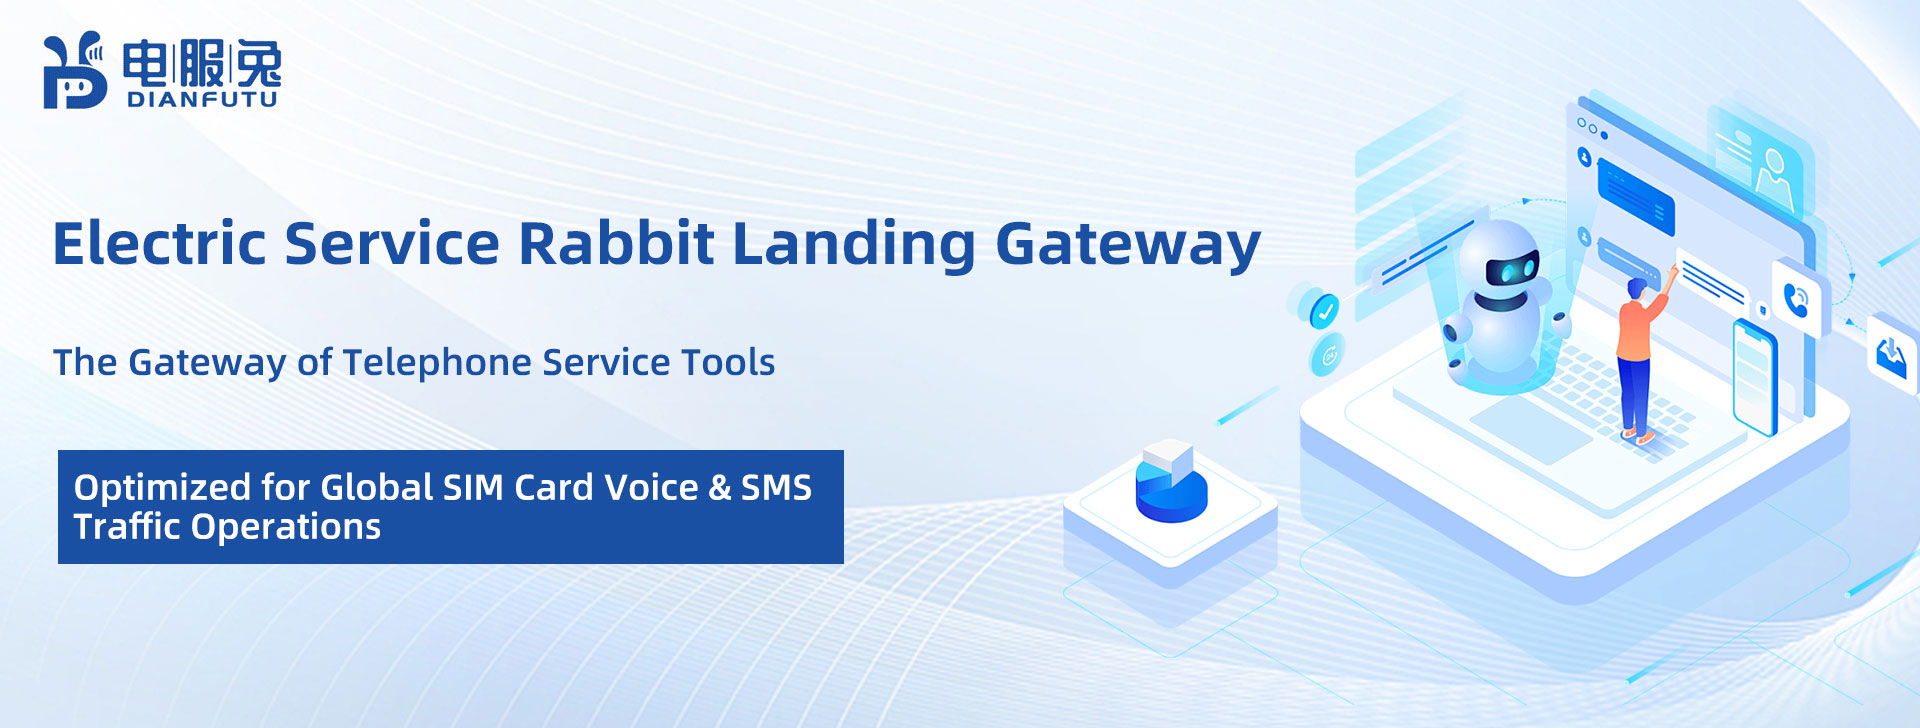 电服兔
DIANFUTU
Electric Service Rabbit Landing Gateway
The Gateway of Telephone Service Tools
Optimized for Global SIM Card Voice & SMS
Traffic Operations
24